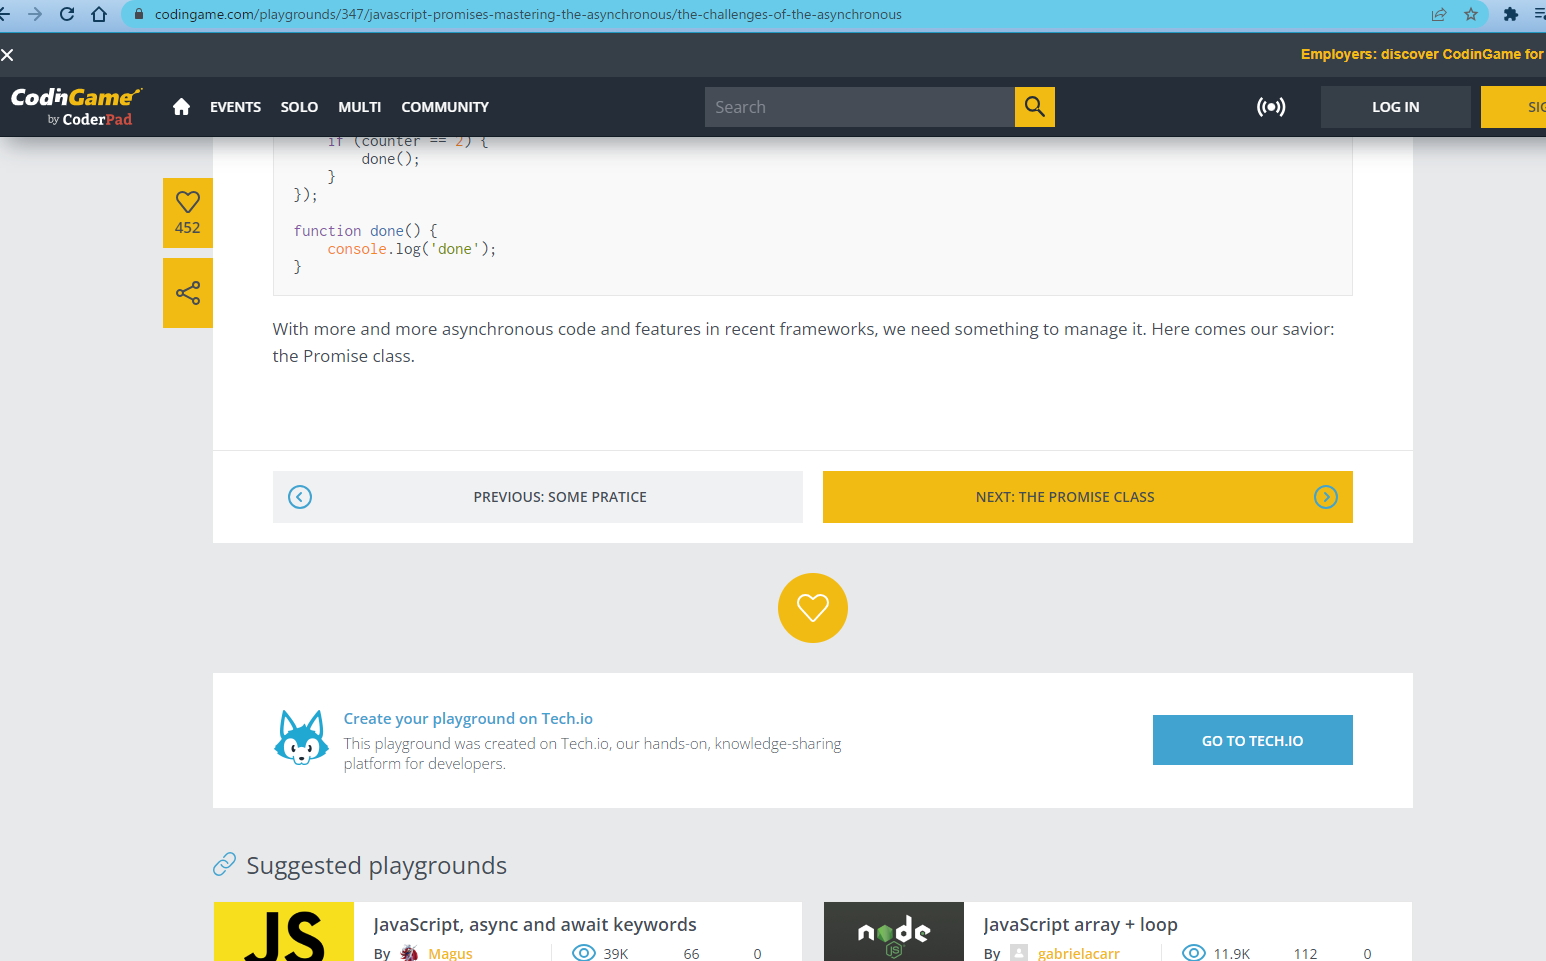 codingame.com/playgrounds/347/javascript-promises-mastering-the-asynchronous/the-challenges-of-the-asynchronous
Employers: discover CodinGame for
CodinGame
by CoderPad
EVENTS SOLO MULTI COMMUNITY
Search
LOG IN
SIG
if (counter == 2) {
done();
}
});
452
function done() {
console.log('done');
}
With more and more asynchronous code and features in recent frameworks, we need something to manage it. Here comes our savior:
the Promise class.
PREVIOUS: SOME PRATICE
NEXT: THE PROMISE CLASS
Create your playground on Tech.io
This playground was created on Tech.io, our hands-on, knowledge-sharing
platform for developers.
GO TO TECH.IO
Suggested playgrounds
JS
JavaScript, async and await keywords
By Magus 39K 66 0
node
JS
JavaScript array + loop
By gabrielacarr 11.9K 112 0